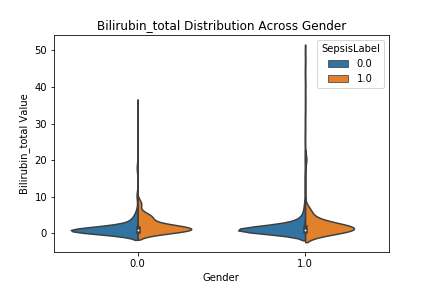 Bilirubin_total Distribution Across Gender
Bilirubin_total Value
50
40
30
20
10
0
SepsisLabel
0.0
1.0
0.0
1.0
Gender